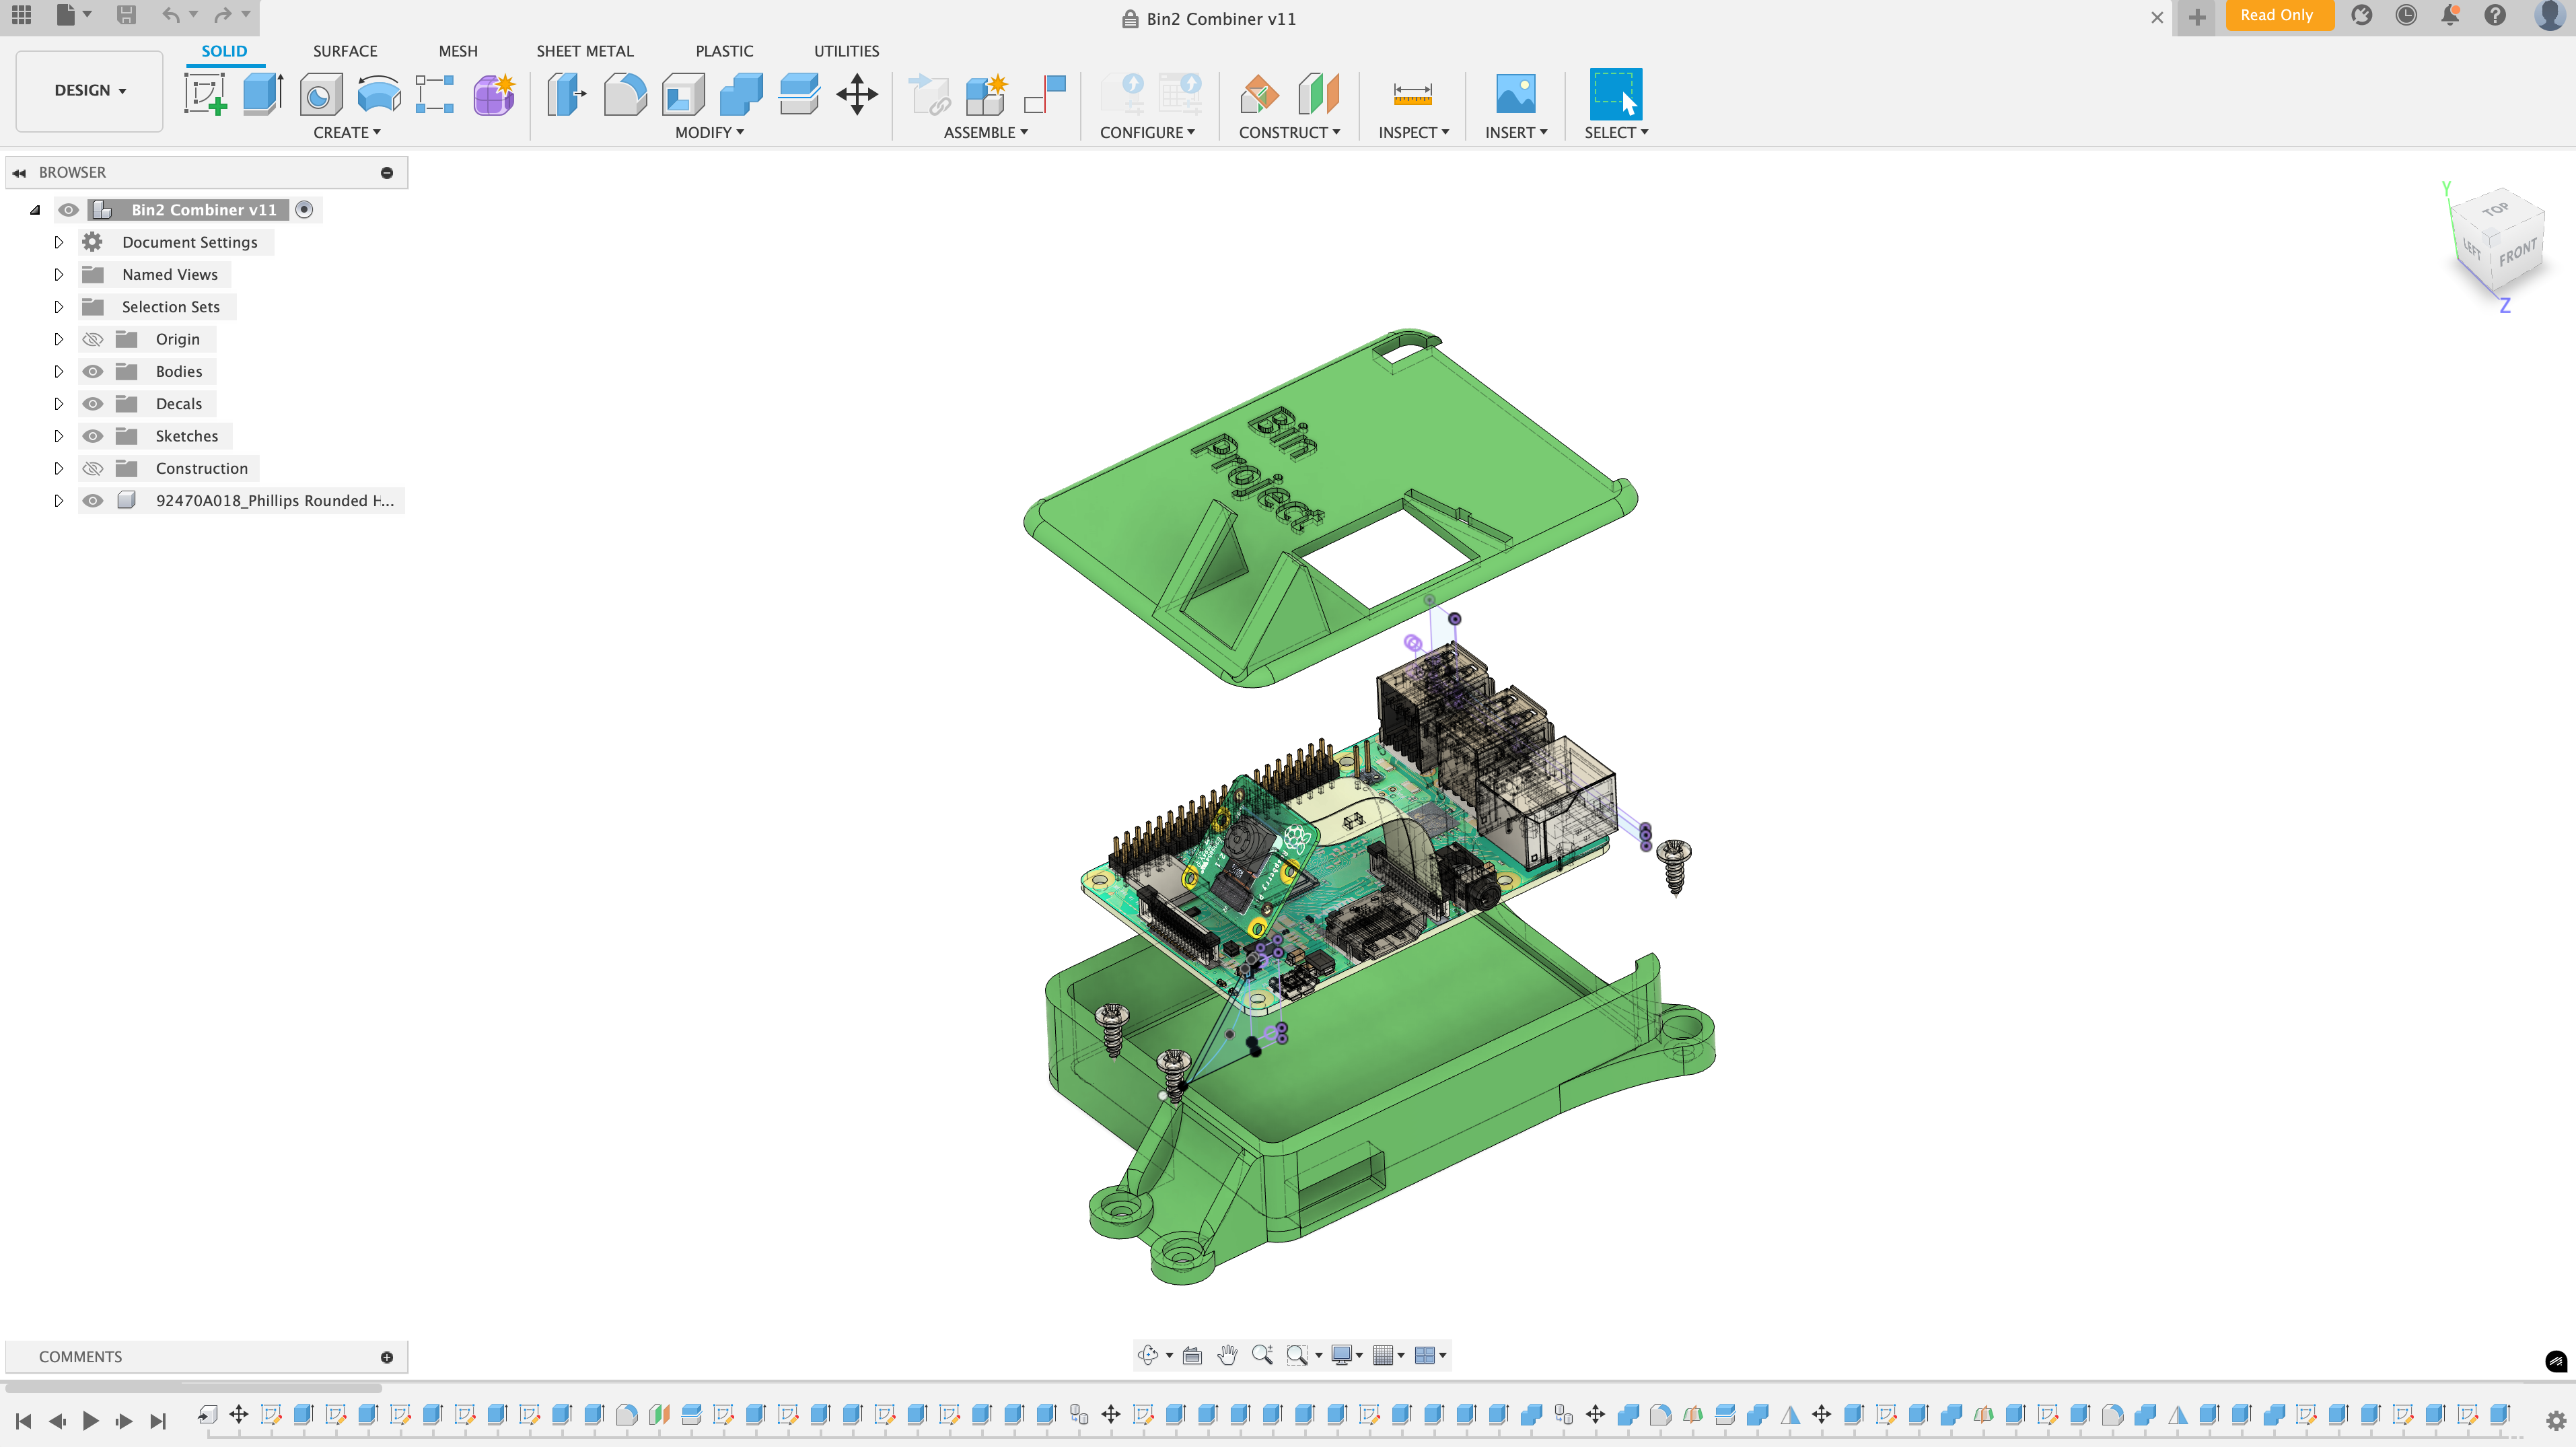 Bin2 Combiner v11
Read Only
SOLID SURFACE MESH SHEET METAL PLASTIC UTILITIES
DESIGN
CREATE MODIFY ASSEMBLE CONFIGURE CONSTRUCT INSPECT INSERT SELECT
BROWSER
Bin2 Combiner v11
Document Settings
Named Views
Selection Sets
Origin
Bodies
Decals
Sketches
Construction
92470A018_Phillips Rounded H...
Y
TOP
LEFT
FRONT
Z
Bin
Project
COMMENTS